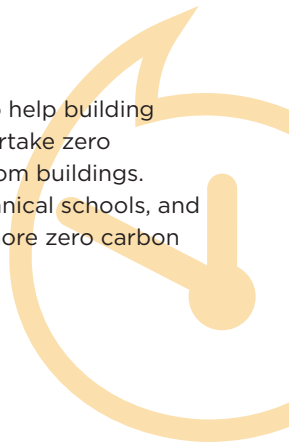 help building
rtake zero
om buildings.
nical schools, and
ore zero carbon